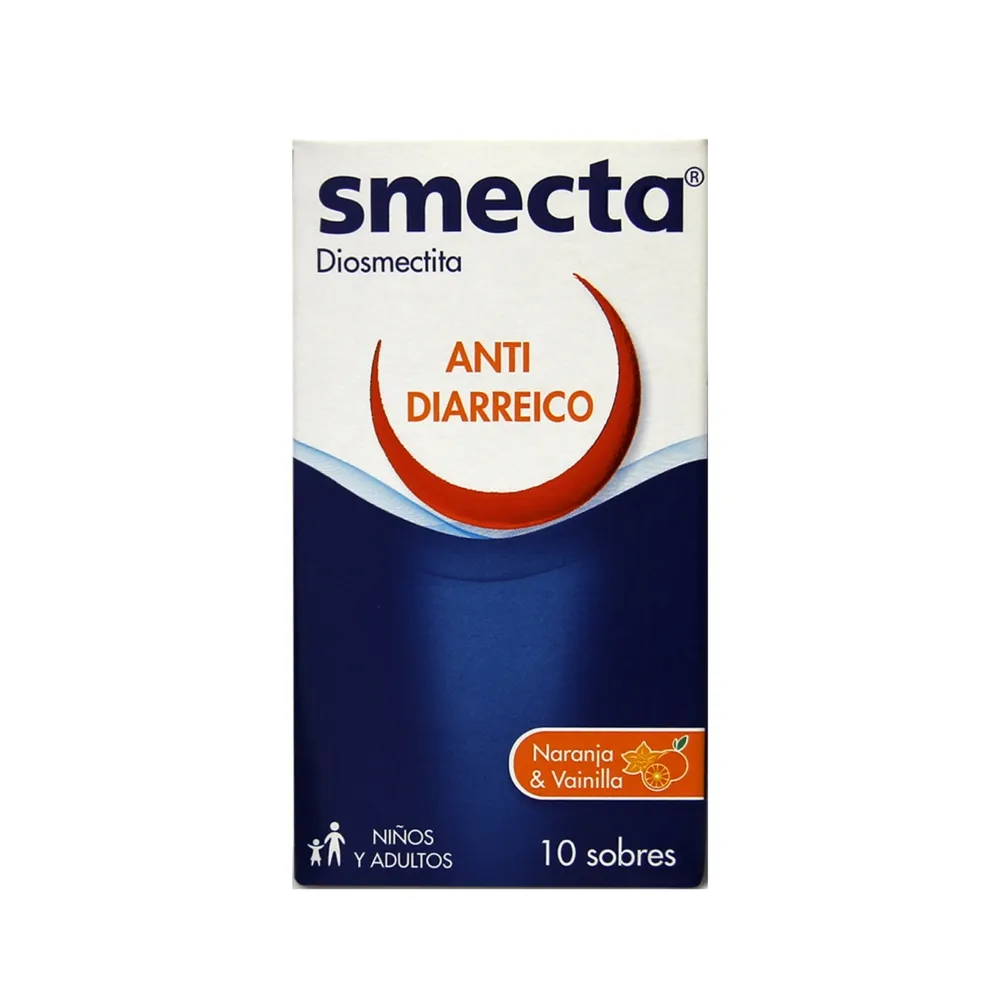 smecta®
Diosmectita
ANTI
DIARREICO
Naranja
& Vainilla
NIÑOS
Y ADULTOS
10 sobres